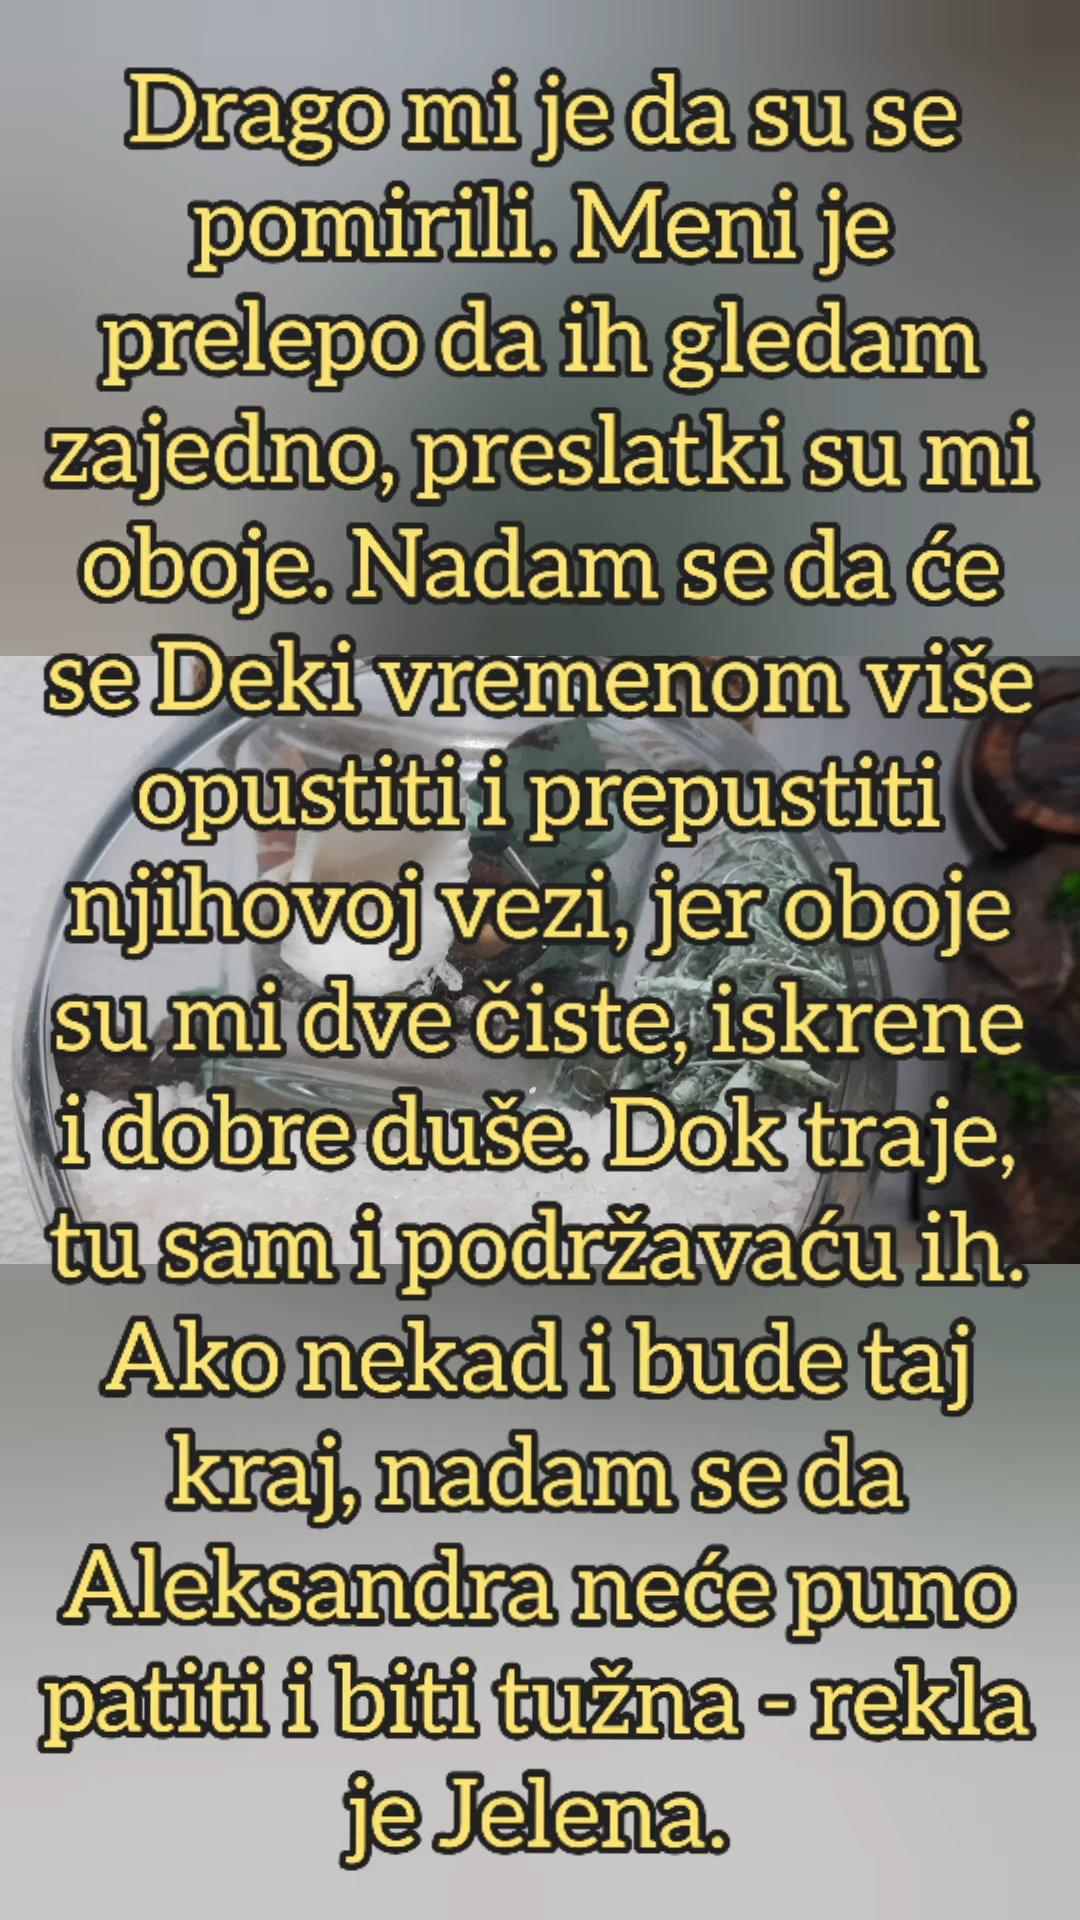 Drago mi je da su se
pomirili. Meni je
prelepo da ih gledam
zajedno, preslatki su mi
oboje. Nadam se da će
se Deki vremenom više
opustiti i prepustiti
njihovoj vezi, jer oboje
su mi dve čiste, iskrene
i dobre duše. Dok traje,
tu sam i podržavaću ih.
Ako nekad i bude taj
kraj, nadam se da
Aleksandra neće puno
patiti i biti tužna - rekla
je Jelena.